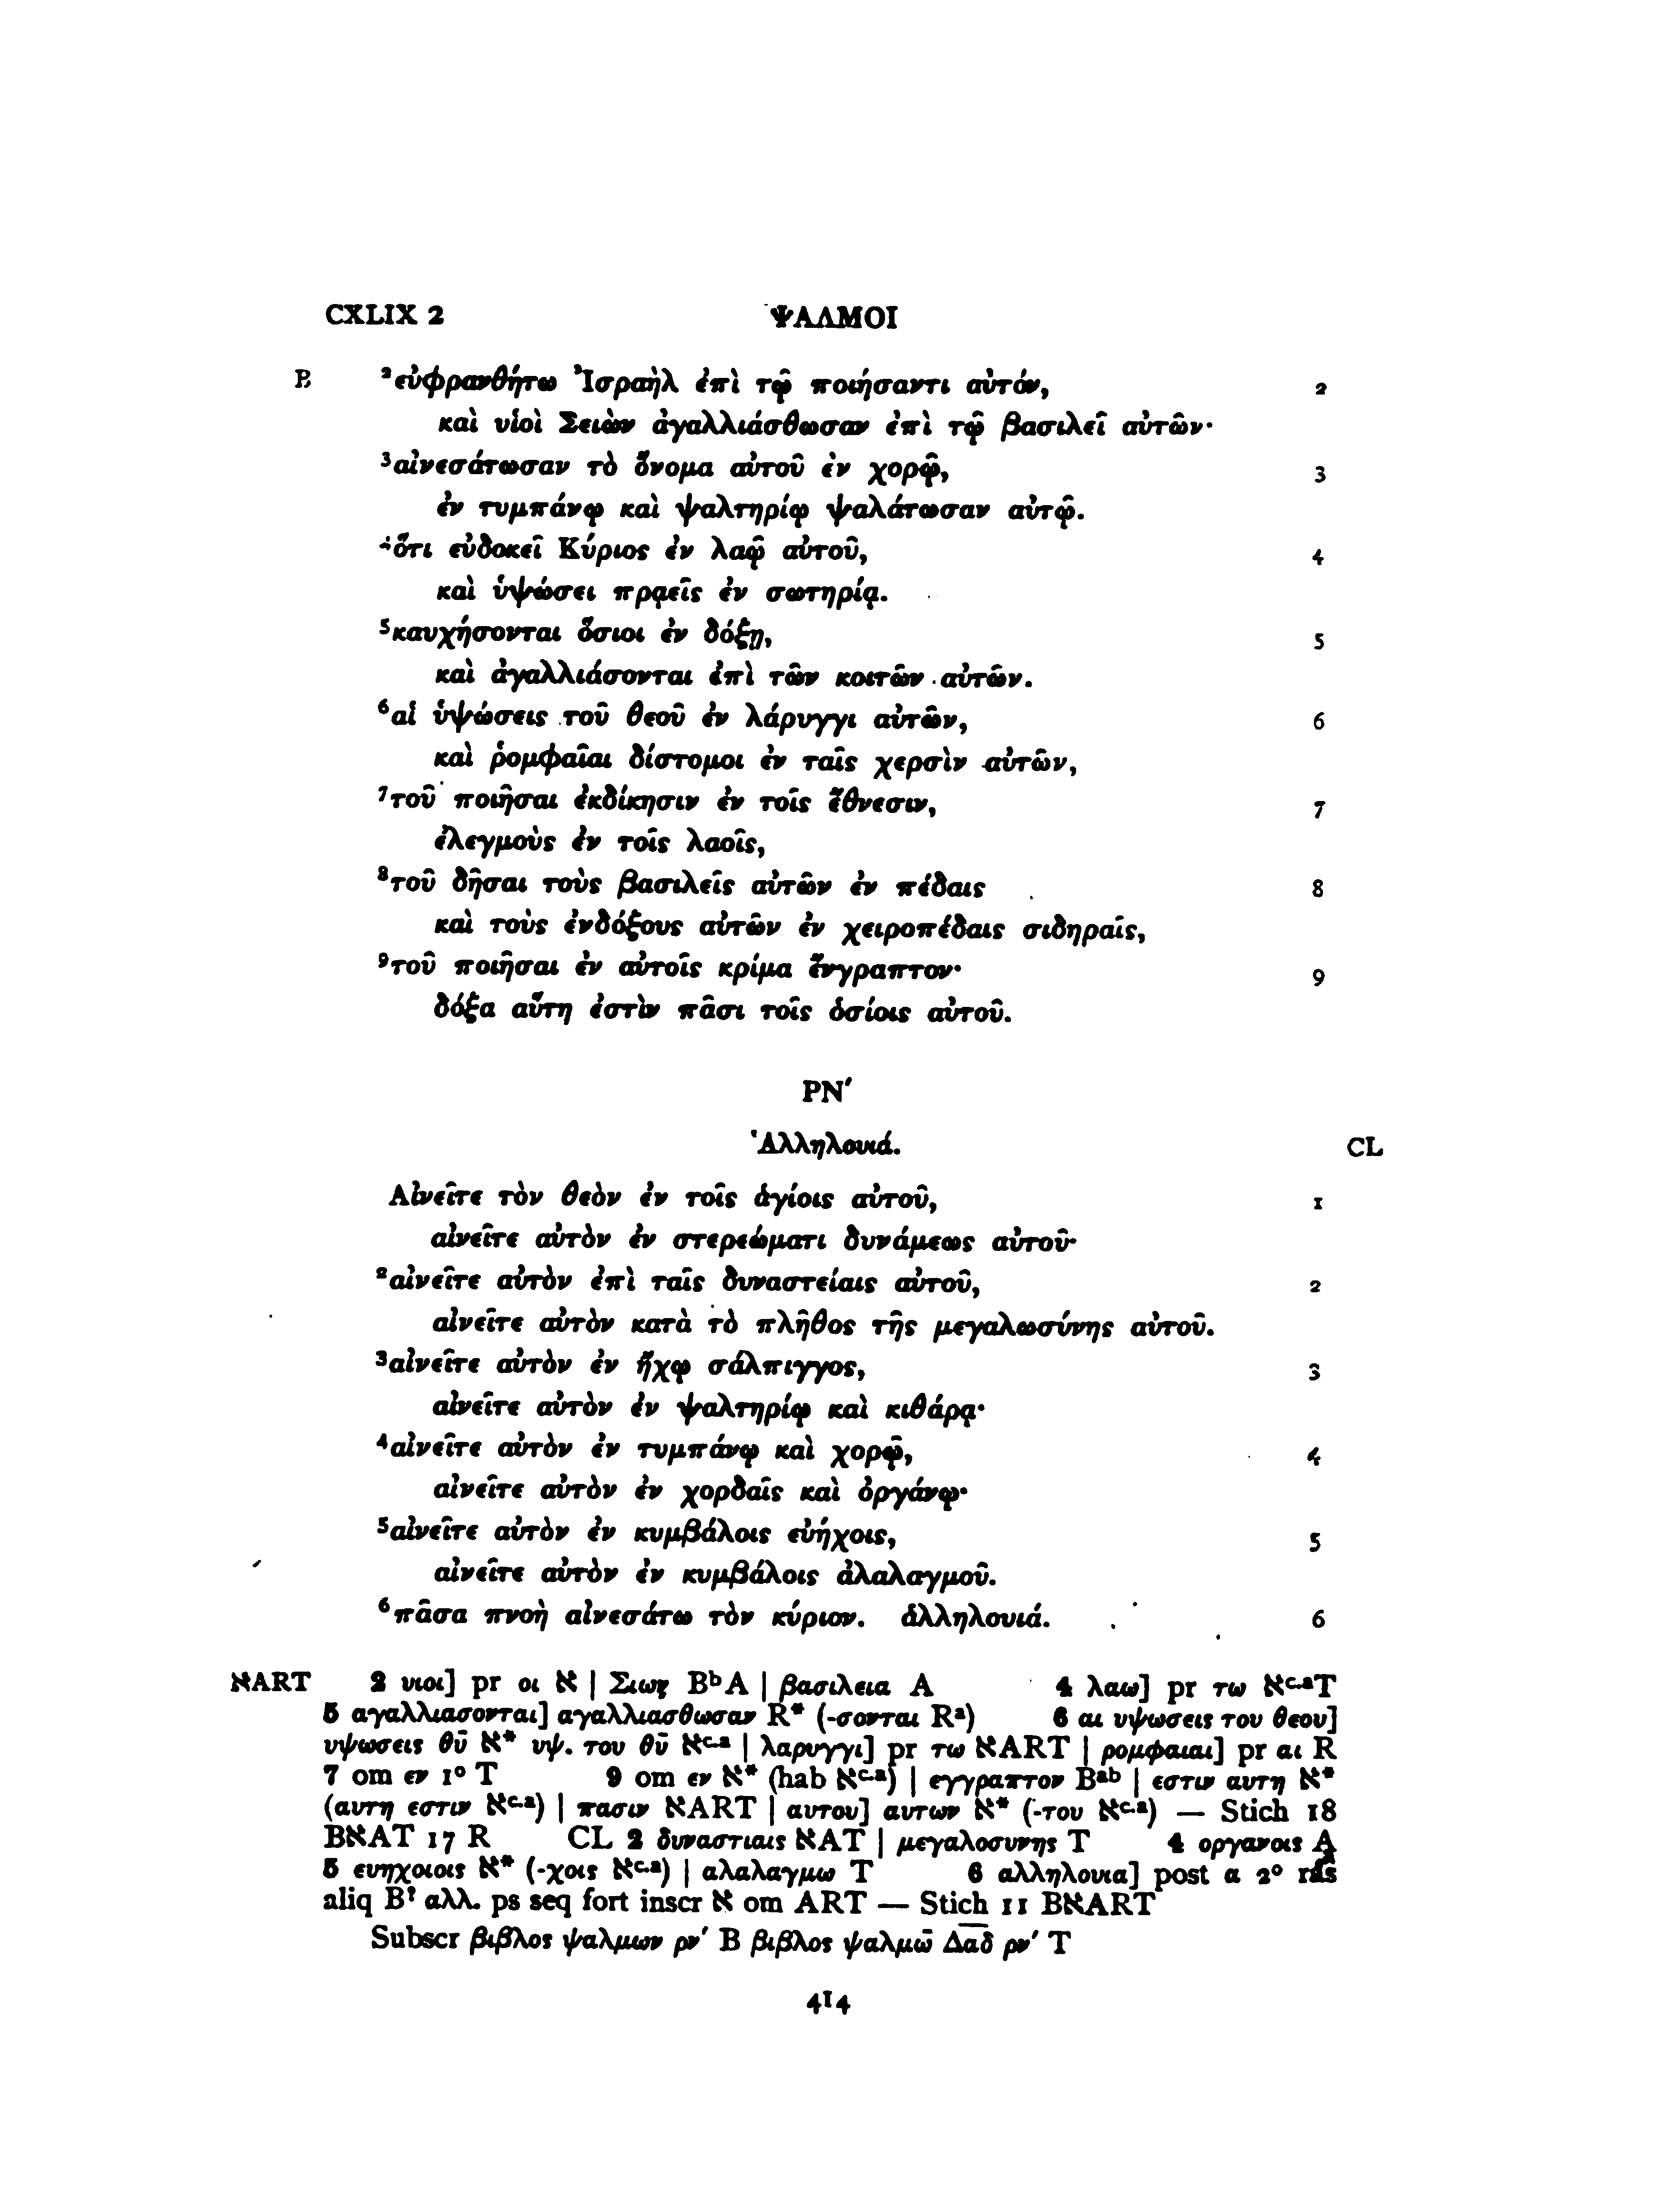 CXLIX 2 ΨΑΛΜΟΙ
B ²εὐφρανθήτω Ἰσραὴλ ἐπὶ τῷ ποιήσαντι αὐτόν, 2
καὶ υἱοὶ Σειὼν ἀγαλλιάσθωσαν ἐπὶ τῷ βασιλεῖ αὐτῶν·
³αἰνεσάτωσαν τὸ ὄνομα αὐτοῦ ἐν χορῷ, 3
ἐν τυμπάνῳ καὶ ψαλτηρίῳ ψαλάτωσαν αὐτῷ.
⁴ὅτι εὐδοκεῖ Κύριος ἐν λαῷ αὐτοῦ, 4
καὶ ὑψώσει πρᾳεῖς ἐν σωτηρίᾳ.
⁵καυχήσονται ὅσιοι ἐν δόξῃ, 5
καὶ ἀγαλλιάσονται ἐπὶ τῶν κοιτῶν αὐτῶν.
⁶αἱ ὑψώσεις τοῦ θεοῦ ἐν λάρυγγι αὐτῶν, 6
καὶ ῥομφαῖαι δίστομοι ἐν ταῖς χερσὶν αὐτῶν,
⁷τοῦ ποιῆσαι ἐκδίκησιν ἐν τοῖς ἔθνεσιν, 7
ἐλεγμοὺς ἐν τοῖς λαοῖς,
⁸τοῦ δῆσαι τοὺς βασιλεῖς αὐτῶν ἐν πέδαις 8
καὶ τοὺς ἐνδόξους αὐτῶν ἐν χειροπέδαις σιδηραῖς,
⁹τοῦ ποιῆσαι ἐν αὐτοῖς κρίμα ἔνγραπτον· 9
δόξα αὕτη ἐστὶν πᾶσι τοῖς ὁσίοις αὐτοῦ.
ΡΝ′
Ἁλληλουιά. CL
Αἰνεῖτε τὸν θεὸν ἐν τοῖς ἁγίοις αὐτοῦ, 1
αἰνεῖτε αὐτὸν ἐν στερεώματι δυνάμεως αὐτοῦ·
²αἰνεῖτε αὐτὸν ἐπὶ ταῖς δυναστείαις αὐτοῦ, 2
αἰνεῖτε αὐτὸν κατὰ τὸ πλῆθος τῆς μεγαλωσύνης αὐτοῦ.
³αἰνεῖτε αὐτὸν ἐν ἤχῳ σάλπιγγος, 3
αἰνεῖτε αὐτὸν ἐν ψαλτηρίῳ καὶ κιθάρᾳ·
⁴αἰνεῖτε αὐτὸν ἐν τυμπάνῳ καὶ χορῷ, 4
αἰνεῖτε αὐτὸν ἐν χορδαῖς καὶ ὀργάνῳ·
⁵αἰνεῖτε αὐτὸν ἐν κυμβάλοις εὐήχοις, 5
αἰνεῖτε αὐτὸν ἐν κυμβάλοις ἀλαλαγμοῦ.
⁶πᾶσα πνοὴ αἰνεσάτω τὸν κύριον. ἁλληλουιά. 6
אART 2 υιοι] pr οι א | Σιων BᵇA | βασιλεια A 4 λαω] pr τω אᶜ·ᵃT
5 αγαλλιασονται] αγαλλιασθωσαν R* (-σονται Rᵃ) 6 αι υψωσεις του θεου]
υψωσεις θῡ א* υψ. του θῡ אᶜ·ᵃ | λαρυγγι] pr τω אART | ρομφαιαι] pr αι R
7 om εν 1º T 9 om εν א* (hab אᶜ·ᵃ) | εγγραπτον Bᵃᵇ | εστιν αυτη א*
(αυτη εστιν אᶜ·ᵃ) | πασιν אART | αυτου] αυτων א* (-του אᶜ·ᵃ) — Stich 18
BאAT 17 R CL 2 δυναστιαις אAT | μεγαλοσυνης T 4 οργανοις A
5 ευηχοιοις א* (-χοις אᶜ·ᵃ) | αλαλαγμω T 6 αλληλουια] post α 2º ras
aliq Bˀ αλλ. ps seq fort inscr א om ART — Stich 11 BאART
Subscr βιβλος ψαλμων ρν′ B βιβλος ψαλμω̄ Δ̅α̅δ̅ ρν′ T
414